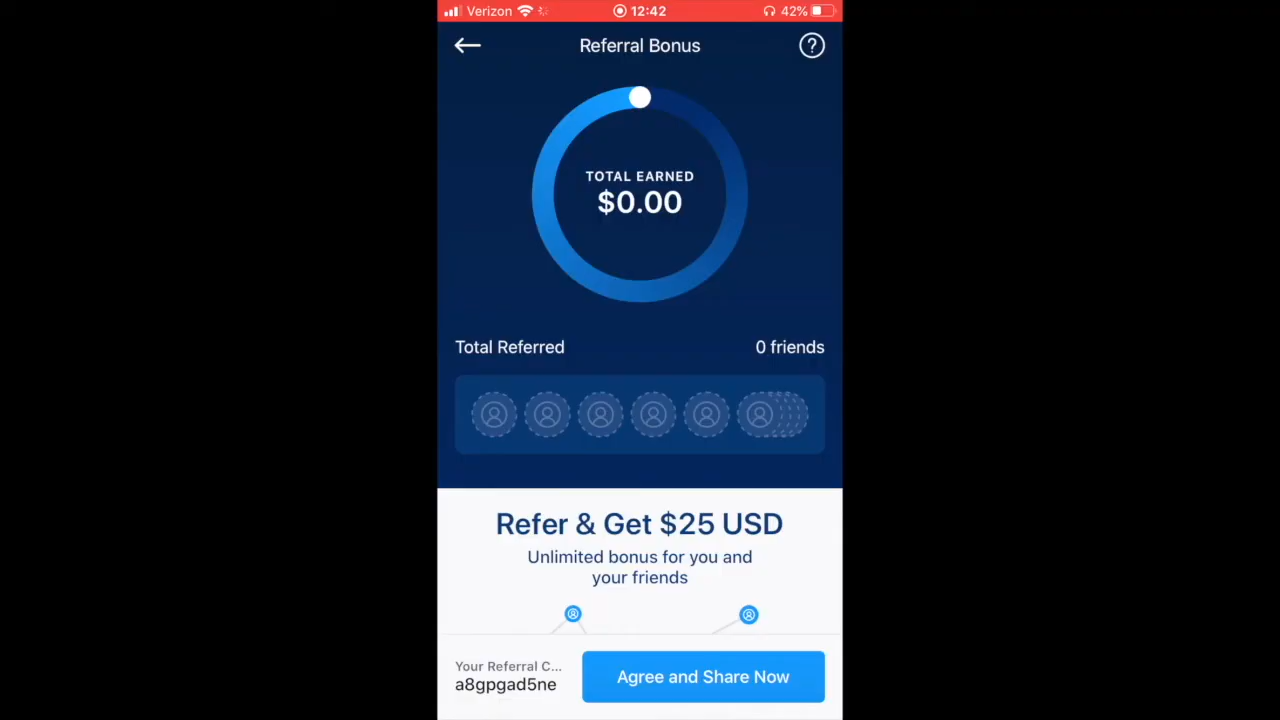 Verizon 12:42 42%
Referral Bonus
?
TOTAL EARNED
$0.00
Total Referred 0 friends
Refer & Get $25 USD
Unlimited bonus for you and
your friends
Your Referral C...
a8gpgad5ne
Agree and Share Now